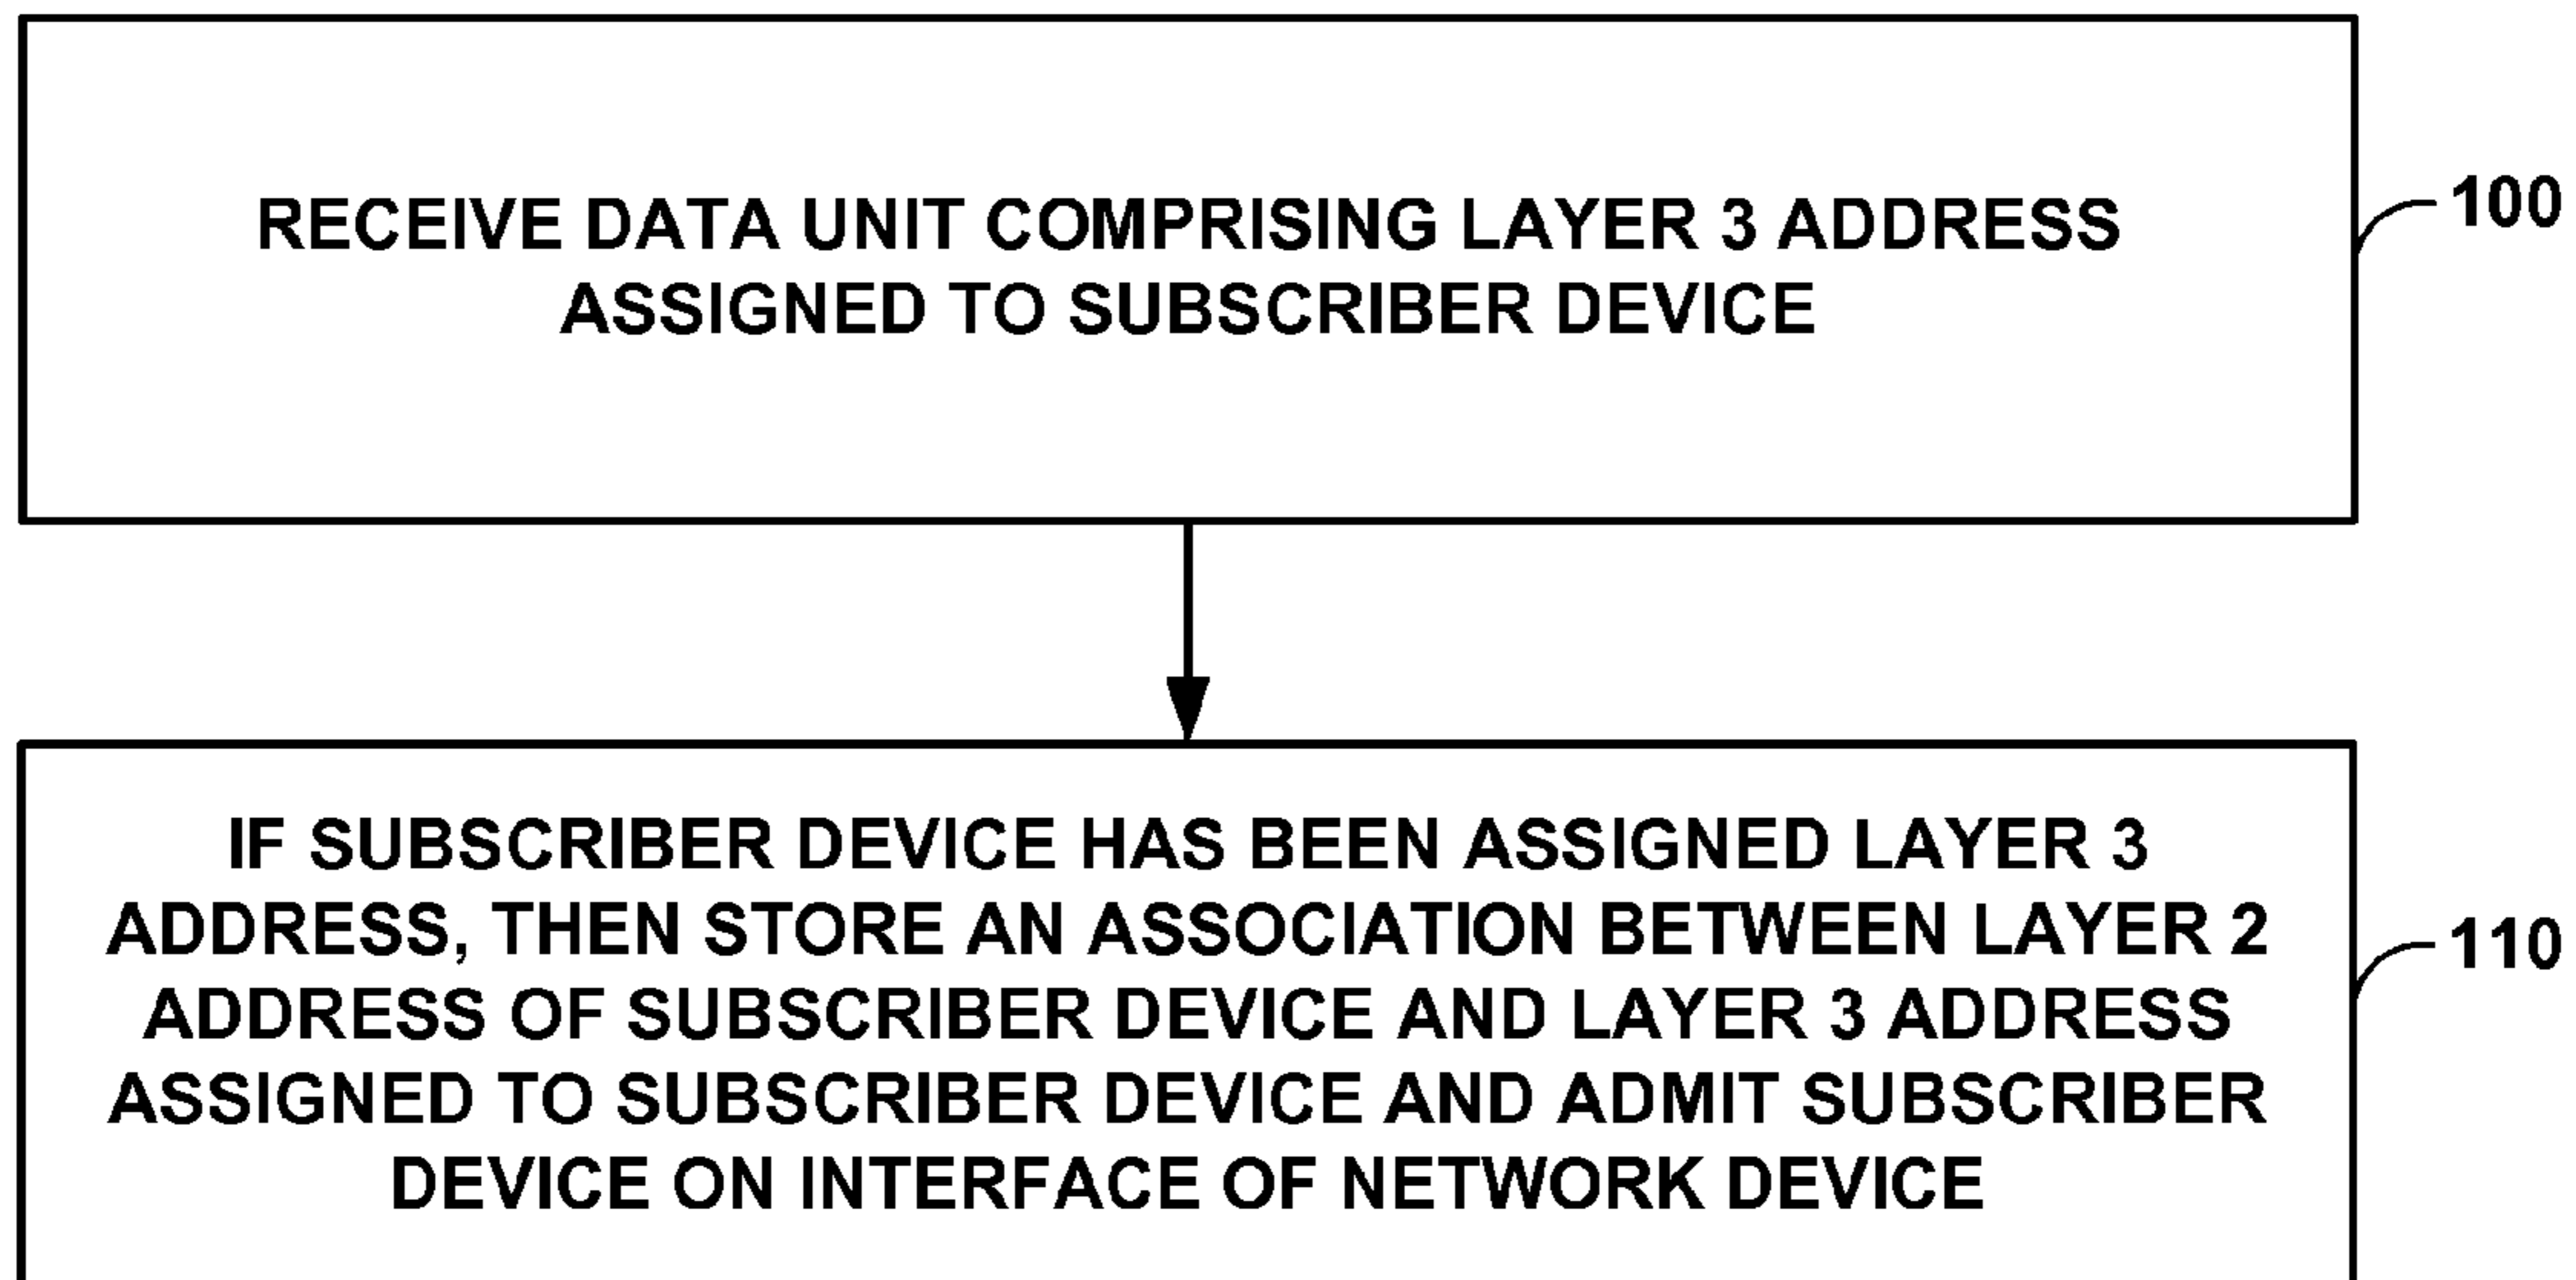 RECEIVE DATA UNIT COMPRISING LAYER 3 ADDRESS
ASSIGNED TO SUBSCRIBER DEVICE
100
IF SUBSCRIBER DEVICE HAS BEEN ASSIGNED LAYER 3
ADDRESS, THEN STORE AN ASSOCIATION BETWEEN LAYER 2
ADDRESS OF SUBSCRIBER DEVICE AND LAYER 3 ADDRESS
ASSIGNED TO SUBSCRIBER DEVICE AND ADMIT SUBSCRIBER
DEVICE ON INTERFACE OF NETWORK DEVICE
110